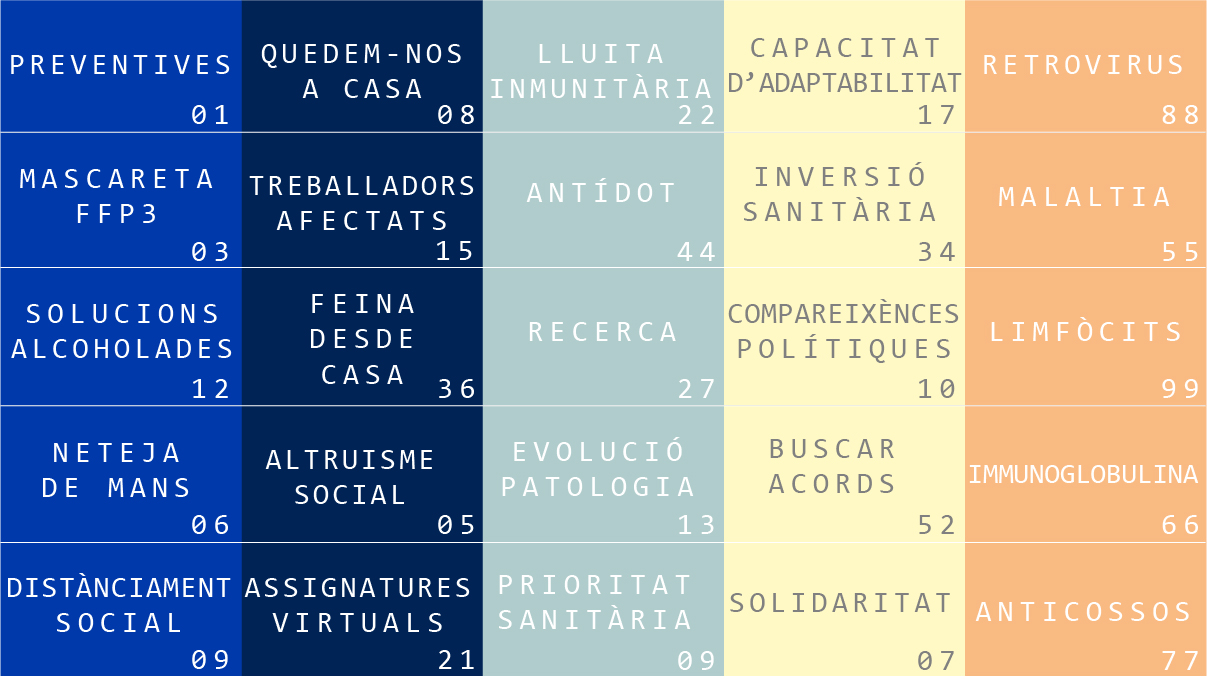 PREVENTIVES
01
QUEDEM-NOS
A CASA
08
LLUITA
INMUNITÀRIA
22
CAPACITAT
D’ADAPTABILITAT
17
RETROVIRUS
88
MASCARETA
FFP3
03
TREBALLADORS
AFECTATS
15
ANTÍDOT
44
INVERSIÓ
SANITÀRIA
34
MALALTIA
55
SOLUCIONS
ALCOHOLADES
12
FEINA
DESDE
CASA
36
RECERCA
27
COMPAREIXÈNCES
POLÍTIQUES
10
LIMFÒCITS
99
NETEJA
DE MANS
06
ALTRUISME
SOCIAL
05
EVOLUCIÓ
PATOLOGIA
13
BUSCAR
ACORDS
52
IMMUNOGLOBULINA
66
DISTÀNCIAMENT
SOCIAL
09
ASSIGNATURES
VIRTUALS
21
PRIORITAT
SANITÀRIA
09
SOLIDARITAT
07
ANTICOSSOS
77